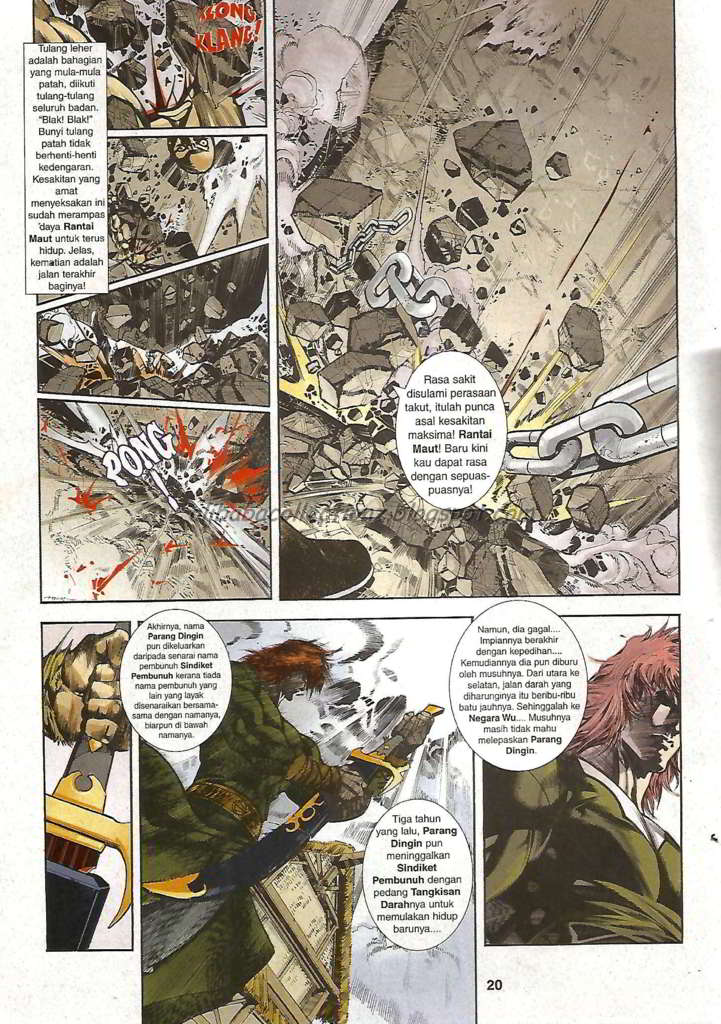 KLONG
KLANG!
Tulang leher
adalah bahagian
yang mula-mula
patah, diikuti
tulang-tulang
seluruh badan.
"Blak! Blak!"
Bunyi tulang
patah tidak
berhenti-henti
kedengaran.
Kesakitan yang
amat
menyeksakan ini
sudah merampas
'daya Rantai
Maut untuk terus
hidup. Jelas,
kematian adalah
jalan terakhir
baginya!
PONG
!
Rasa sakit
disulami perasaan
takut, itulah punca
asal kesakitan
maksima! Rantai
Maut! Baru kini
kau dapat rasa
dengan sepuas-
puasnya!
Akhirnya, nama
Parang Dingin
pun dikeluarkan
daripada senarai nama
pembunuh Sindiket
Pembunuh kerana tiada
nama pembunuh yang
lain yang layak
disenaraikan bersama-
sama dengan namanya,
biarpun di bawah
namanya.
Tiga tahun
yang lalu, Parang
Dingin pun
meninggalkan
Sindiket
Pembunuh dengan
pedang Tangkisan
Darahnya untuk
memulakan hidup
barunya....
Namun, dia gagal....
Impiannya berakhir
dengan kepedihan....
Kemudiannya dia pun diburu
oleh musuhnya. Dari utara ke
selatan, jalan darah yang
diharunginya itu beribu-ribu
batu jauhnya. Sehinggalah ke
Negara Wu.... Musuhnya
masih tidak mahu
melepaskan Parang
Dingin.
20